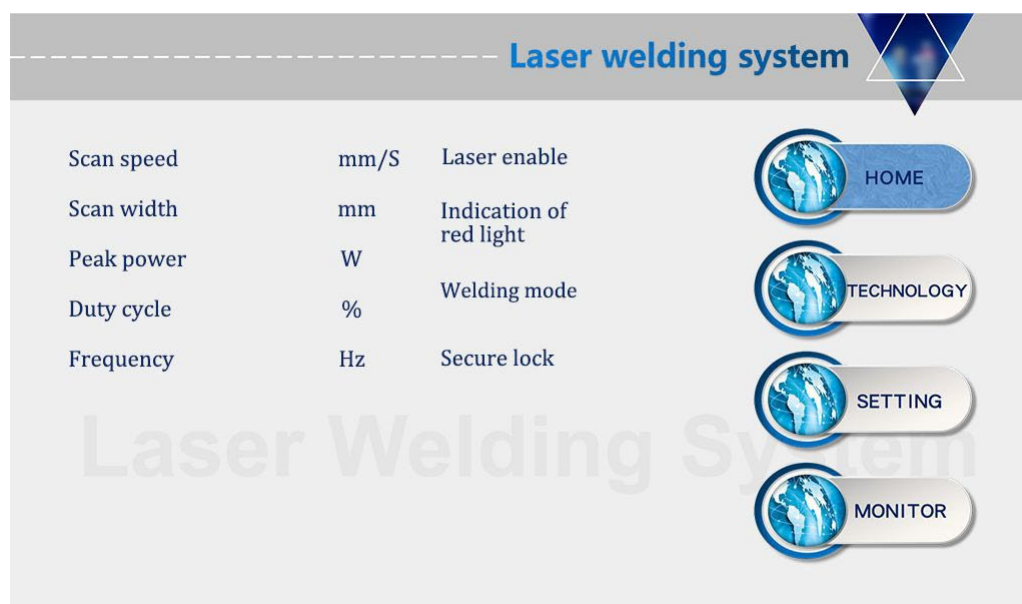 Laser welding system
Scan speed mm/S
Scan width mm
Peak power W
Duty cycle %
Frequency Hz
Laser enable
Indication of
red light
Welding mode
Secure lock
HOME
TECHNOLOGY
SETTING
MONITOR
Laser Welding System